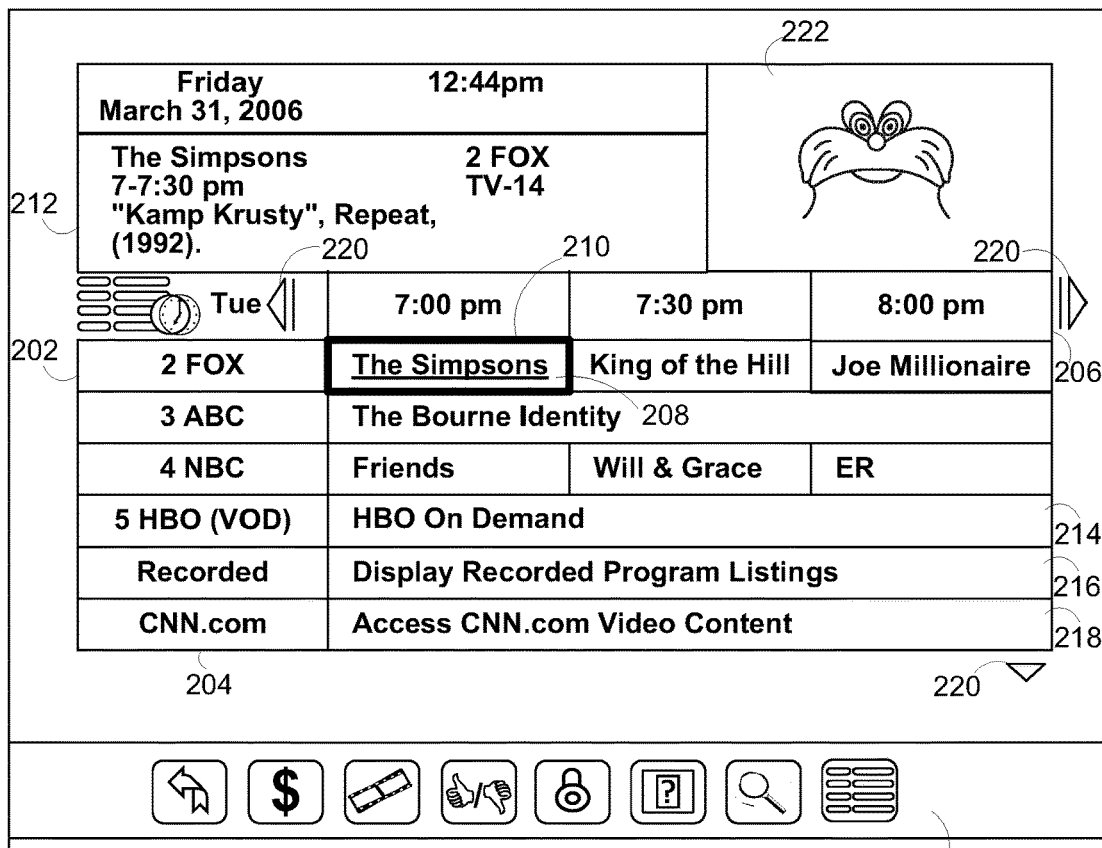 222
Friday 12:44pm
March 31, 2006
The Simpsons 2 FOX
7-7:30 pm TV-14
"Kamp Krusty", Repeat,
(1992).
212
220 210 220
Tue 7:00 pm 7:30 pm 8:00 pm
202 2 FOX The Simpsons King of the Hill Joe Millionaire 206
3 ABC The Bourne Identity 208
4 NBC Friends Will & Grace ER
5 HBO (VOD) HBO On Demand 214
Recorded Display Recorded Program Listings 216
CNN.com Access CNN.com Video Content 218
204 220
$ / ?